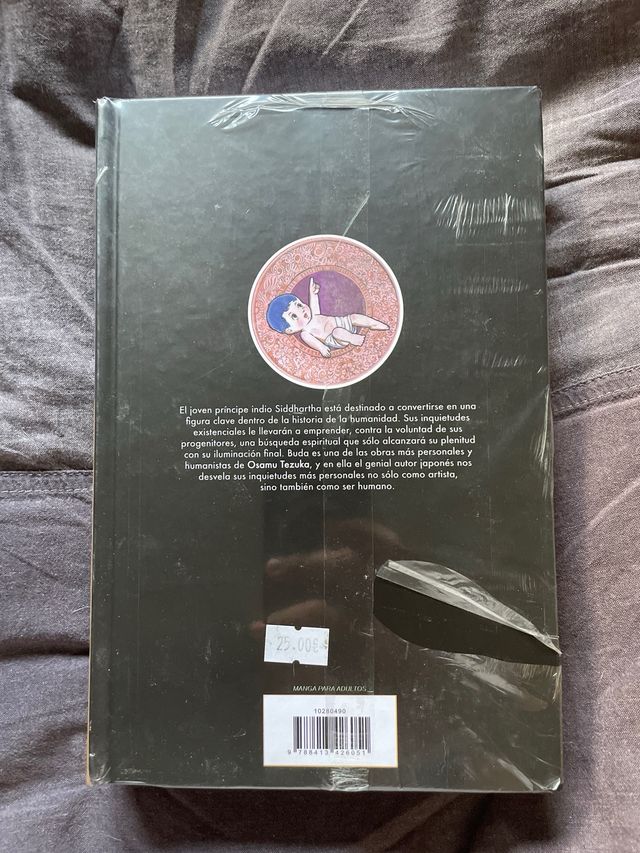 El joven príncipe indio Siddhartha está destinado a convertirse en una
figura clave dentro de la historia de la humanidad. Sus inquietudes
existenciales le llevarán a emprender, contra la voluntad de sus
progenitores, una búsqueda espiritual que sólo alcanzará su plenitud
con su iluminación final. Buda es una de las obras más personales y
humanistas de Osamu Tezuka, y en ella el genial autor japonés nos
desvela sus inquietudes más personales no sólo como artista,
sino también como ser humano.
25.00€
MANGA PARA ADULTOS
10280490
9 788413 426051